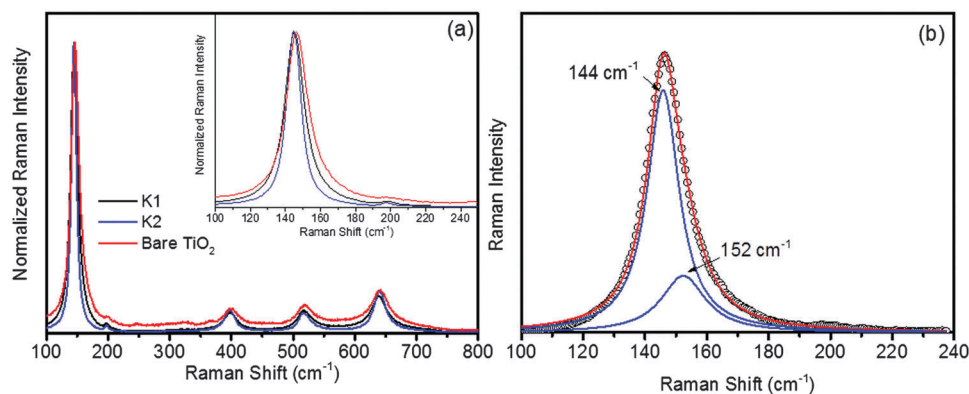 (a)
Normalized Raman Intensity
K1
K2
Bare TiO₂
100 200 300 400 500 600 700 800
Raman Shift (cm⁻¹)
Normalized Raman Intensity
100 120 140 160 180 200 220 240
Raman Shift (cm⁻¹)
(b)
Raman Intensity
144 cm⁻¹
152 cm⁻¹
100 120 140 160 180 200 220 240
Raman Shift (cm⁻¹)